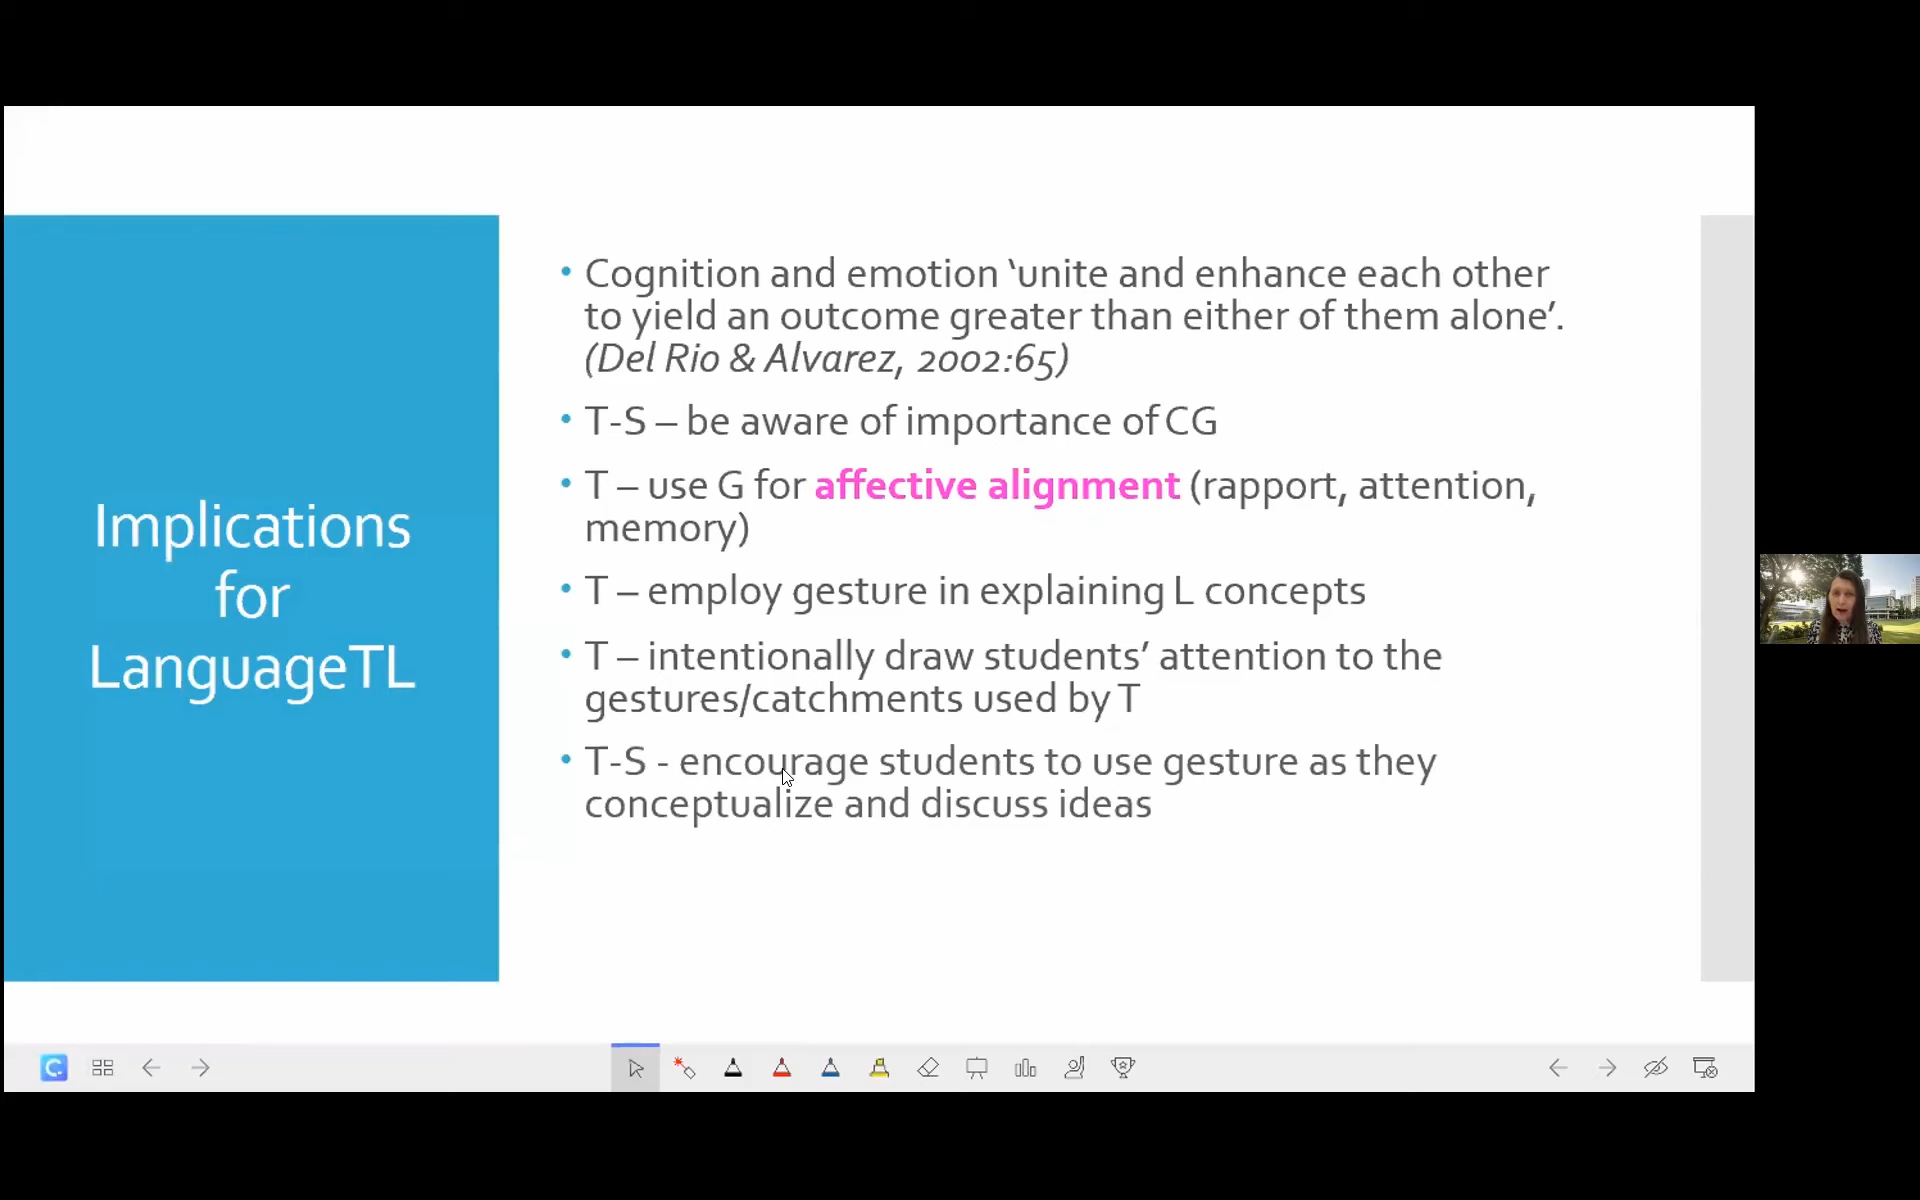 Implications
for
LanguageTL
• Cognition and emotion ‘unite and enhance each other
to yield an outcome greater than either of them alone’.
(Del Rio & Alvarez, 2002:65)
• T-S – be aware of importance of CG
• T – use G for affective alignment (rapport, attention,
memory)
• T – employ gesture in explaining L concepts
• T – intentionally draw students’ attention to the
gestures/catchments used by T
• T-S - encourage students to use gesture as they
conceptualize and discuss ideas